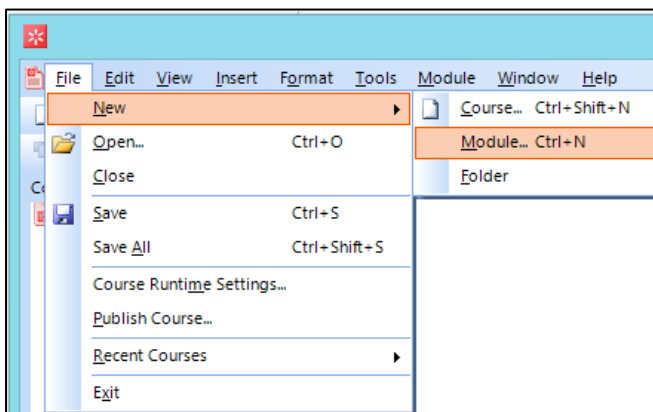 File Edit View Insert Format Tools Module Window Help
New
Course... Ctrl+Shift+N
Open... Ctrl+O
Module... Ctrl+N
Close
Folder
Save Ctrl+S
Save All Ctrl+Shift+S
Course Runtime Settings...
Publish Course...
Recent Courses
Exit